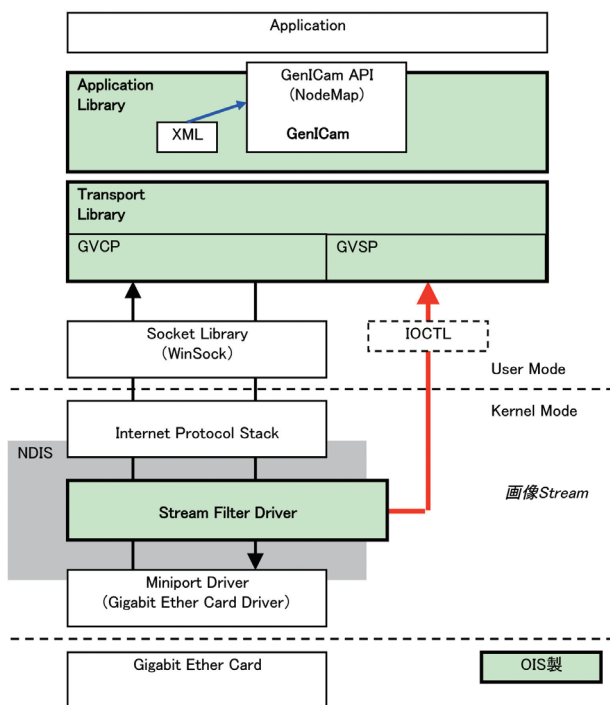 Application
Application
Library
GenICam API
(NodeMap)
GenICam
XML
Transport
Library
GVCP
GVSP
Socket Library
(WinSock)
IOCTL
User Mode
Kernel Mode
Internet Protocol Stack
NDIS
画像Stream
Stream Filter Driver
Miniport Driver
(Gigabit Ether Card Driver)
Gigabit Ether Card
OIS製